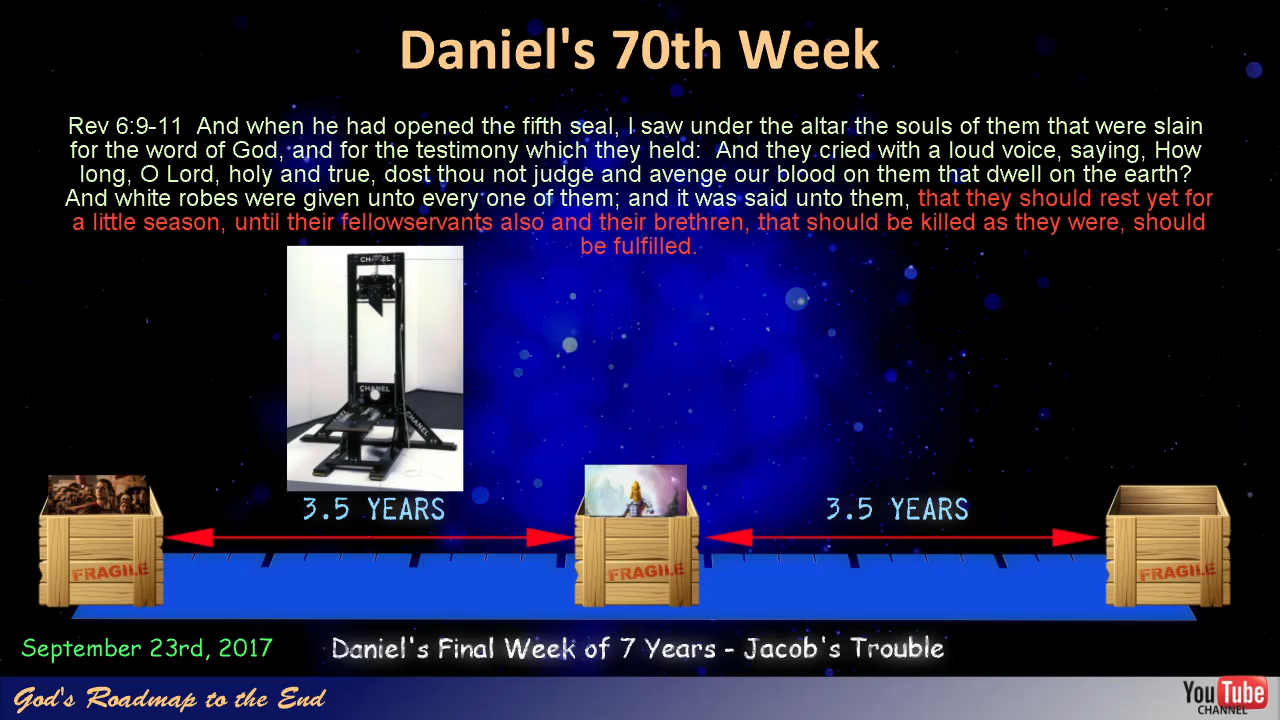 Daniel's 70th Week
Rev 6:9-11  And when he had opened the fifth seal, I saw under the altar the souls of them that were slain
for the word of God, and for the testimony which they held:  And they cried with a loud voice, saying, How
long, O Lord, holy and true, dost thou not judge and avenge our blood on them that dwell on the earth?
And white robes were given unto every one of them; and it was said unto them, that they should rest yet for
a little season, until their fellowservants also and their brethren, that should be killed as they were, should
be fulfilled.
CHANEL
CHANEL
CHANEL
CHANEL
3.5 YEARS
3.5 YEARS
FRAGILE
FRAGILE
FRAGILE
September 23rd, 2017
Daniel's Final Week of 7 Years - Jacob's Trouble
God's Roadmap to the End
YouTube
CHANNEL